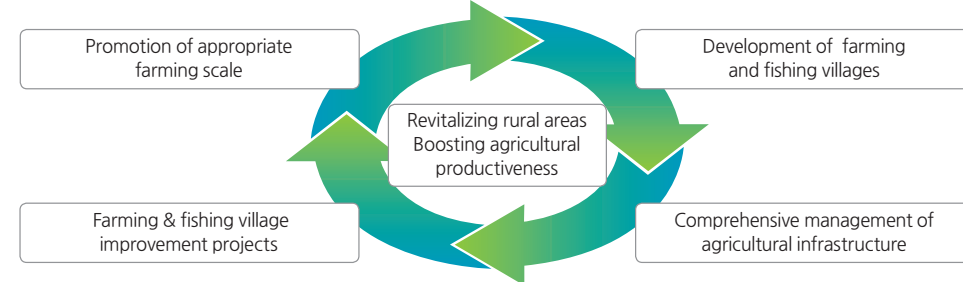 Promotion of appropriate
farming scale
Development of farming
and fishing villages
Revitalizing rural areas
Boosting agricultural
productiveness
Farming & fishing village
improvement projects
Comprehensive management of
agricultural infrastructure